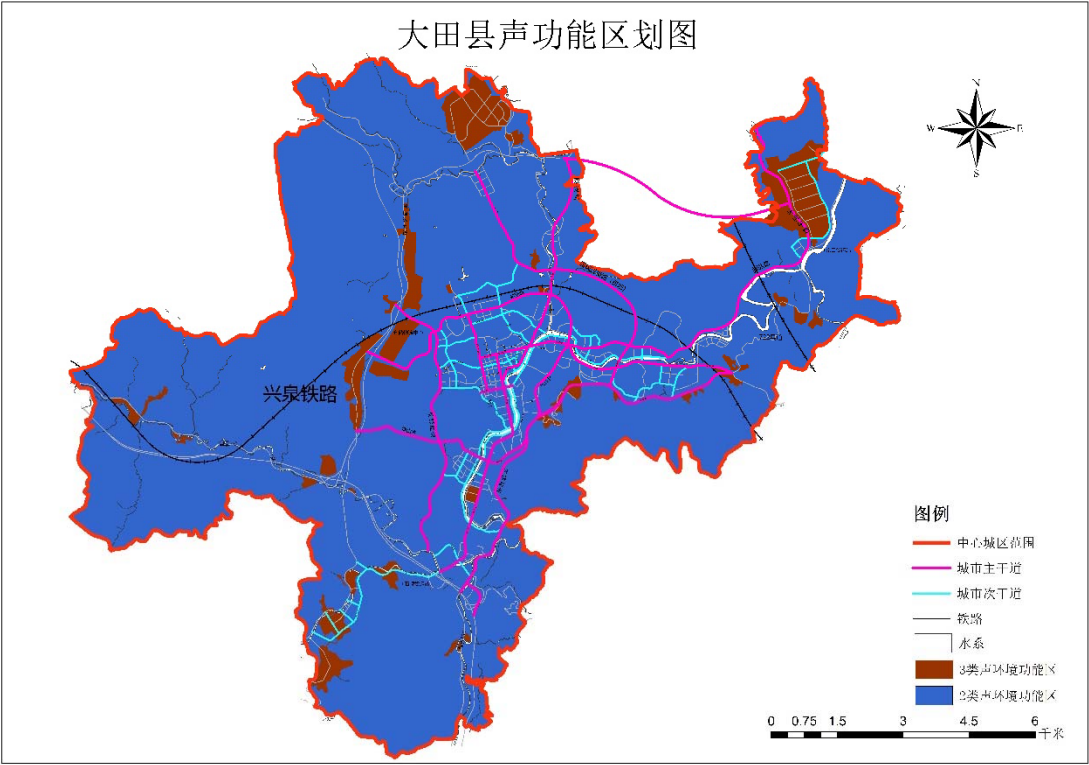 大田县声功能区划图
N
W
E
S
兴泉铁路
图例
中心城区范围
城市主干道
城市次干道
铁路
水系
3类声环境功能区
2类声环境功能区
0 0.75 1.5 3 4.5 6
千米